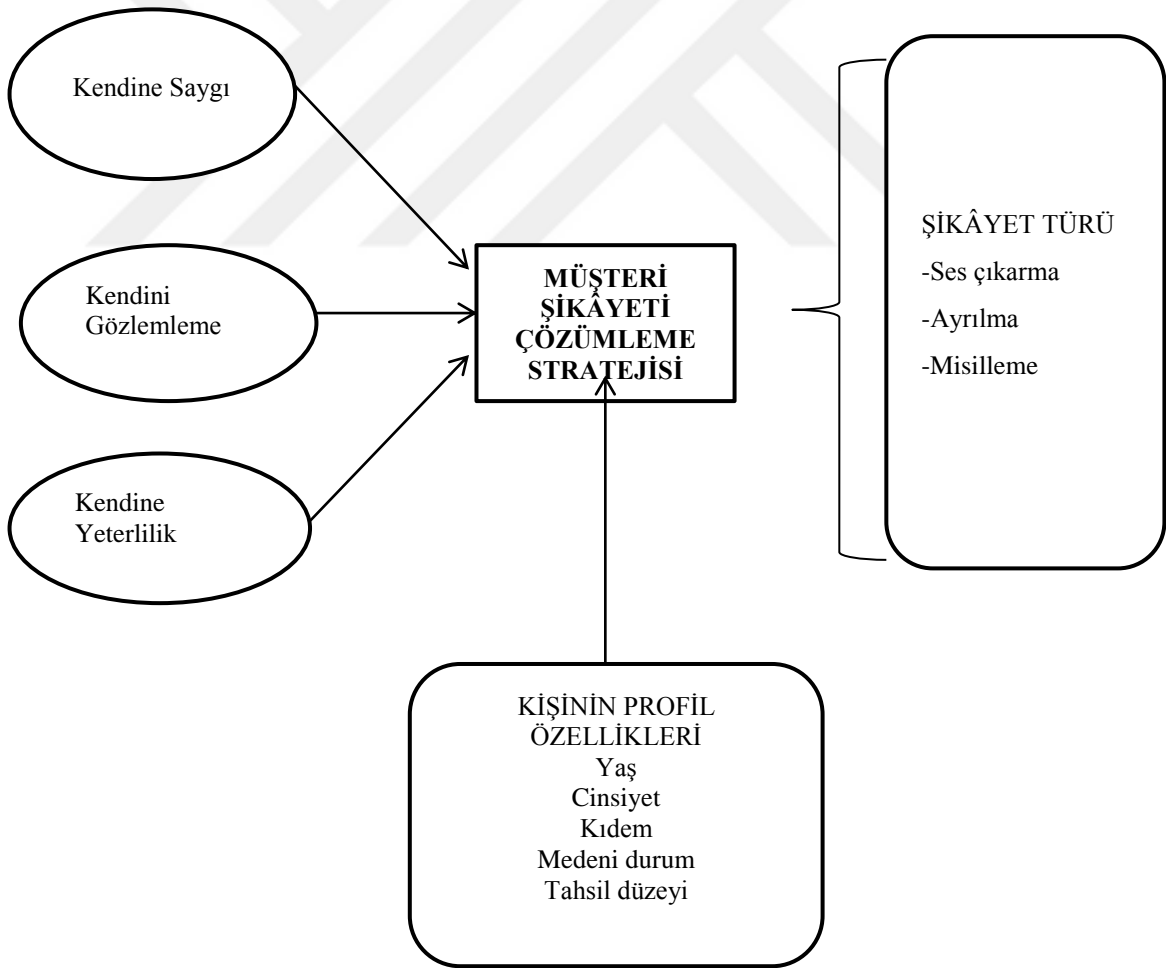 Kendine Saygı
Kendini
Gözlemleme
Kendine
Yeterlilik
MÜŞTERİ
ŞİKÂYETİ
ÇÖZÜMLEME
STRATEJİSİ
ŞİKÂYET TÜRÜ
-Ses çıkarma
-Ayrılma
-Misilleme
KİŞİNİN PROFİL
ÖZELLİKLERİ
Yaş
Cinsiyet
Kıdem
Medeni durum
Tahsil düzeyi